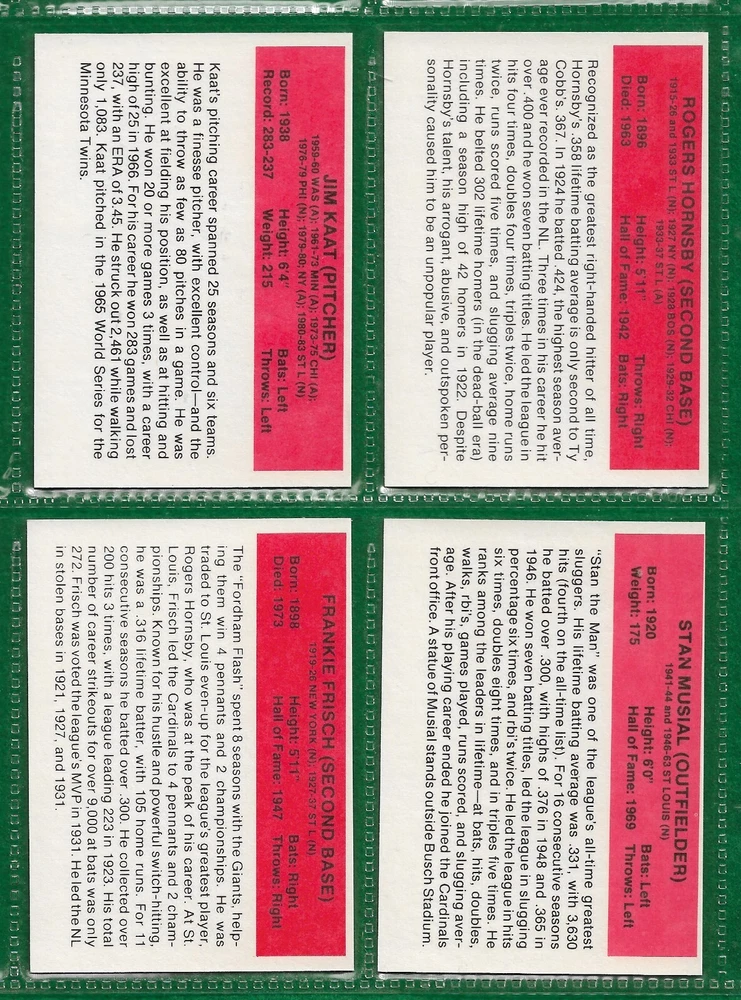 ROGERS HORNSBY (SECOND BASE)
1915-26 and 1933 ST L (N); 1927 NY (N); 1928 BOS (N); 1929-32 CHI (N);
1933-37 ST L (A)
Born: 1896 Height: 5'11" Throws: Right
Died: 1963 Hall of Fame: 1942 Bats: Right
Recognized as the greatest right-handed hitter of all time,
Hornsby's .358 lifetime batting average is only second to Ty
Cobb's .367. In 1924 he batted .424, the highest season aver-
age ever recorded in the NL. Three times in his career he hit
over .400 and he won seven batting titles. He led the league in
hits four times, doubles four times, triples twice, home runs
twice, runs scored five times, and slugging average nine
times. He belted 302 lifetime homers (in the dead-ball era)
including a season high of 42 homers in 1922. Despite
Hornsby's talent, his arrogant, abusive, and outspoken per-
sonality caused him to be an unpopular player.
STAN MUSIAL (OUTFIELDER)
1941-44 and 1946-63 ST LOUIS (N)
Born: 1920 Height: 6'0" Bats: Left
Weight: 175 Hall of Fame: 1969 Throws: Left
"Stan the Man" was one of the league's all-time greatest
sluggers. His lifetime batting average was .331, with 3,630
hits (fourth on the all-time list). For 16 consecutive seasons
he batted over .300, with highs of .376 in 1948 and .365 in
1946. He won seven batting titles, led the league in slugging
percentage six times, and rbi's twice. He led the league in hits
six times, doubles eight times, and in triples five times. He
ranks among the leaders in lifetime—at bats, hits, doubles,
walks, rbi's, games played, runs scored, and slugging aver-
age. After his playing career ended he joined the Cardinals
front office. A statue of Musial stands outside Busch Stadium.
JIM KAAT (PITCHER)
1959-60 WAS (A); 1961-73 MIN (A); 1973-75 CHI (A);
1976-79 PHI (N); 1979-80; NY (A); 1980-83 ST L (N)
Born: 1938 Height: 6'4" Bats: Left
Record: 283-237 Weight: 215 Throws: Left
Kaat's pitching career spanned 25 seasons and six teams.
He was a finesse pitcher, with excellent control—and the
ability to throw as few as 80 pitches in a game. He was
excellent at fielding his position, as well as at hitting and
bunting. He won 20 or more games 3 times, with a career
high of 25 in 1966. For his career he won 283 games and lost
237, with an ERA of 3.45. He struck out 2,461 while walking
only 1,083. Kaat pitched in the 1965 World Series for the
Minnesota Twins.
FRANKIE FRISCH (SECOND BASE)
1919-26 NEW YORK (N); 1927-37 ST L (N)
Born: 1898 Height: 5'11" Bats: Right
Died: 1973 Hall of Fame: 1947 Throws: Right
The "Fordham Flash" spent 8 seasons with the Giants, help-
ing them win 4 pennants and 2 championships. He was
traded to St. Louis even-up for the league's greatest player,
Rogers Hornsby, who was at the peak of his career. At St.
Louis, Frisch led the Cardinals to 4 pennants and 2 cham-
pionships. Known for his hustle and powerful switch-hitting,
he was a .316 lifetime batter, with 105 home runs. For 11
consecutive seasons he batted over .300. He collected over
200 hits 3 times, with a league leading 223 in 1923. His total
number of career strikeouts for over 9,000 at bats was only
272. Frisch was voted the league's MVP in 1931. He led the NL
in stolen bases in 1921, 1927, and 1931.